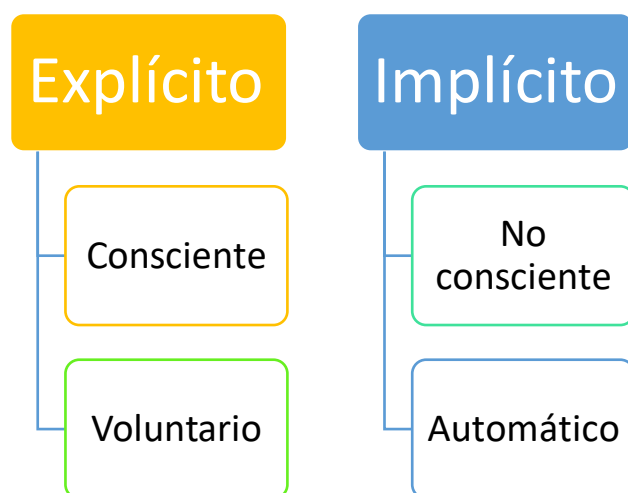 Explícito
Consciente
Voluntario
Implícito
No
consciente
Automático